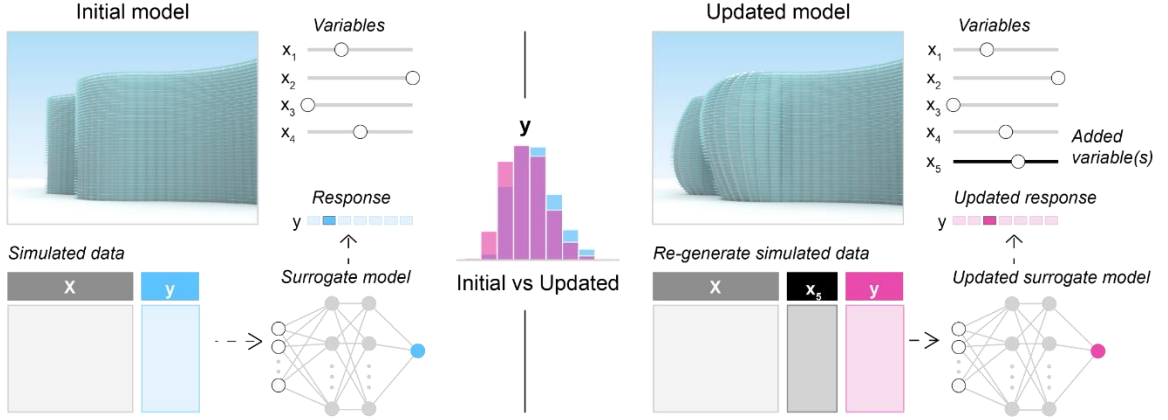 Initial model
Variables
x1
x2
x3
x4
Response
y
Simulated data
X
y
Surrogate model
y
Initial vs Updated
Updated model
Variables
x1
x2
x3
x4
x5
Added
variable(s)
Updated response
y
Re-generate simulated data
X
x5
y
Updated surrogate model